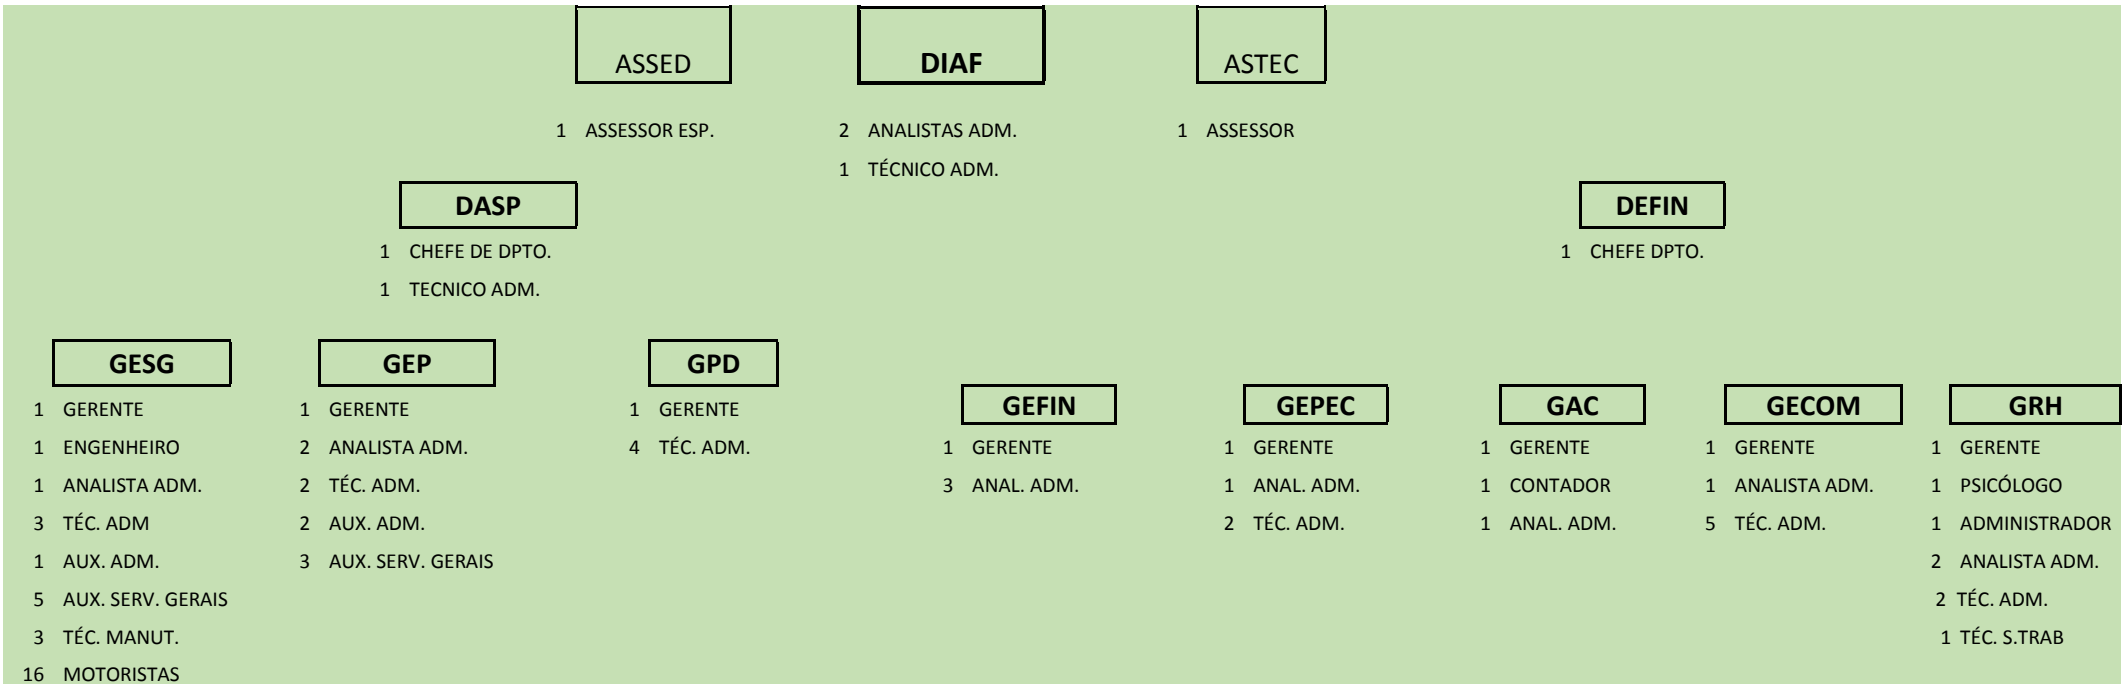 ASSED
DIAF
ASTEC
1 ASSESSOR ESP.
2 ANALISTAS ADM.
1 ASSESSOR
1 TÉCNICO ADM.
DASP
DEFIN
1 CHEFE DE DPTO.
1 CHEFE DPTO.
1 TECNICO ADM.
GESG
1 GERENTE
1 ENGENHEIRO
1 ANALISTA ADM.
3 TÉC. ADM
1 AUX. ADM.
5 AUX. SERV. GERAIS
3 TÉC. MANUT.
16 MOTORISTAS
GEP
1 GERENTE
2 ANALISTA ADM.
2 TÉC. ADM.
2 AUX. ADM.
3 AUX. SERV. GERAIS
GPD
1 GERENTE
4 TÉC. ADM.
GEFIN
1 GERENTE
3 ANAL. ADM.
GEPEC
1 GERENTE
1 ANAL. ADM.
2 TÉC. ADM.
GAC
1 GERENTE
1 CONTADOR
1 ANAL. ADM.
GECOM
1 GERENTE
1 ANALISTA ADM.
5 TÉC. ADM.
GRH
1 GERENTE
1 PSICÓLOGO
1 ADMINISTRADOR
2 ANALISTA ADM.
2 TÉC. ADM.
1 TÉC. S.TRAB